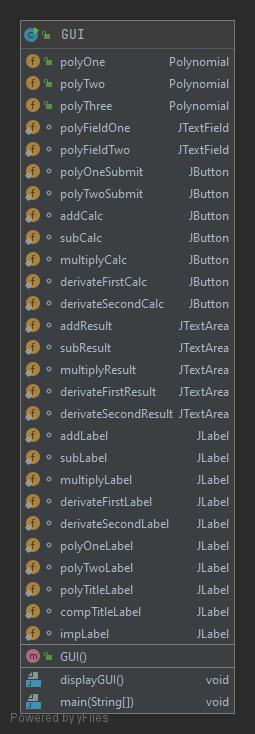 GUI
polyOne Polynomial
polyTwo Polynomial
polyThree Polynomial
polyFieldOne JTextField
polyFieldTwo JTextField
polyOneSubmit JButton
polyTwoSubmit JButton
addCalc JButton
subCalc JButton
multiplyCalc JButton
derivateFirstCalc JButton
derivateSecondCalc JButton
addResult JTextArea
subResult JTextArea
multiplyResult JTextArea
derivateFirstResult JTextArea
derivateSecondResult JTextArea
addLabel JLabel
subLabel JLabel
multiplyLabel JLabel
derivateFirstLabel JLabel
derivateSecondLabel JLabel
polyOneLabel JLabel
polyTwoLabel JLabel
polyTitleLabel JLabel
compTitleLabel JLabel
impLabel JLabel
GUI()
displayGUI() void
main(String[]) void
Powered by yFiles